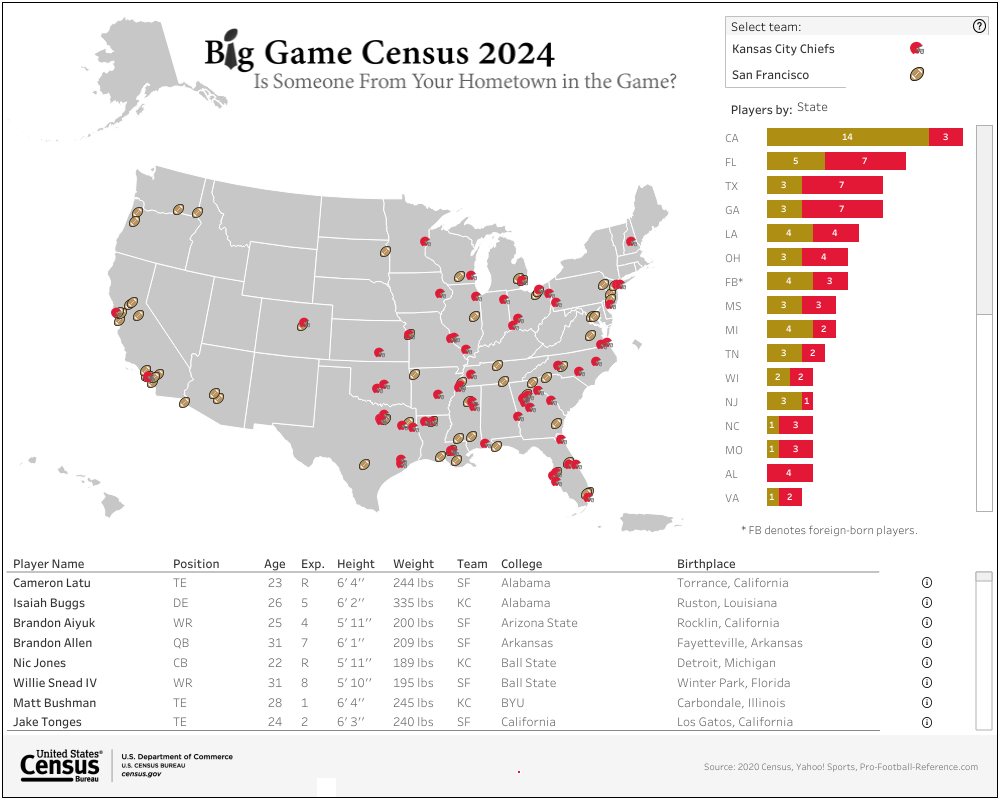 Big Game Census 2024
Is Someone From Your Hometown in the Game?
Select team: ?
Kansas City Chiefs
San Francisco
Players by: State
CA 14 3
FL 5 7
TX 3 7
GA 3 7
LA 4 4
OH 3 4
FB* 4 3
MS 3 3
MI 4 2
TN 3 2
WI 2 2
NJ 3 1
NC 1 3
MO 1 3
AL 4
VA 1 2
* FB denotes foreign-born players.
Player Name Position Age Exp. Height Weight Team College Birthplace
Cameron Latu TE 23 R 6' 4'' 244 lbs SF Alabama Torrance, California
Isaiah Buggs DE 26 5 6' 2'' 335 lbs KC Alabama Ruston, Louisiana
Brandon Aiyuk WR 25 4 5' 11'' 200 lbs SF Arizona State Rocklin, California
Brandon Allen QB 31 7 6' 1'' 209 lbs SF Arkansas Fayetteville, Arkansas
Nic Jones CB 22 R 5' 11'' 189 lbs KC Ball State Detroit, Michigan
Willie Snead IV WR 31 8 5' 10'' 195 lbs SF Ball State Winter Park, Florida
Matt Bushman TE 28 1 6' 4'' 245 lbs KC BYU Carbondale, Illinois
Jake Tonges TE 24 2 6' 3'' 240 lbs SF California Los Gatos, California
United States®
Census
Bureau
U.S. Department of Commerce
U.S. CENSUS BUREAU
census.gov
Source: 2020 Census, Yahoo! Sports, Pro-Football-Reference.com